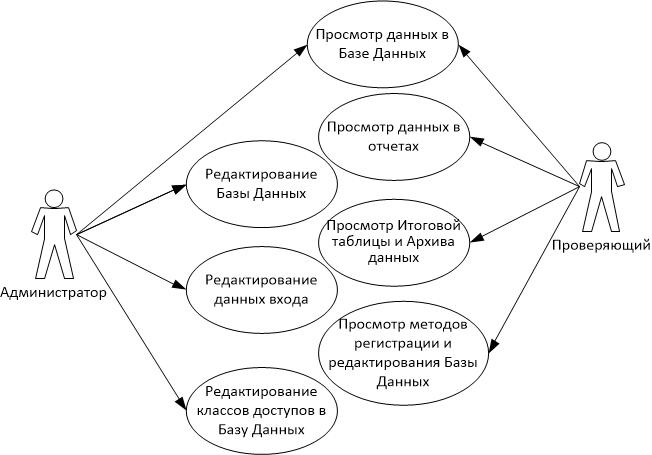 Просмотр данных в
Базе Данных
Просмотр данных в
отчетах
Редактирование
Базы Данных
Просмотр Итоговой
таблицы и Архива
данных
Проверяющий
Администратор
Редактирование
данных входа
Просмотр методов
регистрации и
редактирования Базы
Данных
Редактирование
классов доступов в
Базу Данных